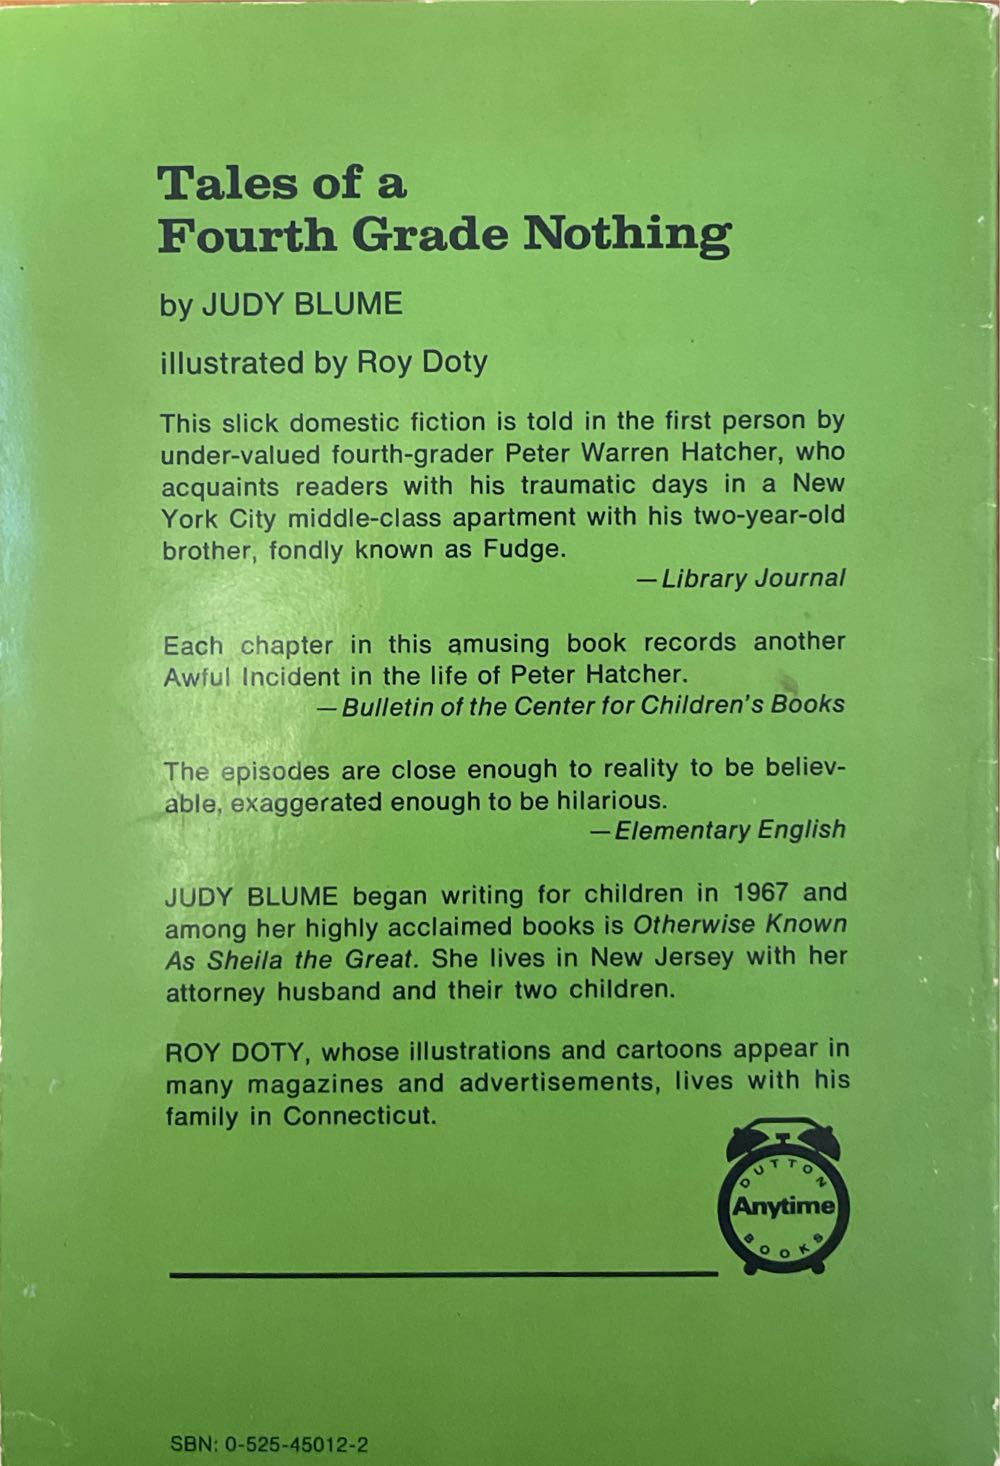 Tales of a
Fourth Grade Nothing
by JUDY BLUME
illustrated by Roy Doty
This slick domestic fiction is told in the first person by
under-valued fourth-grader Peter Warren Hatcher, who
acquaints readers with his traumatic days in a New
York City middle-class apartment with his two-year-old
brother, fondly known as Fudge.
—Library Journal
Each chapter in this amusing book records another
Awful Incident in the life of Peter Hatcher.
—Bulletin of the Center for Children's Books
The episodes are close enough to reality to be believ-
able, exaggerated enough to be hilarious.
—Elementary English
JUDY BLUME began writing for children in 1967 and
among her highly acclaimed books is Otherwise Known
As Sheila the Great. She lives in New Jersey with her
attorney husband and their two children.
ROY DOTY, whose illustrations and cartoons appear in
many magazines and advertisements, lives with his
family in Connecticut.
DUTTON
Anytime
BOOKS
SBN: 0-525-45012-2